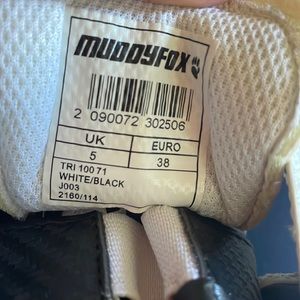 MUDDYFOX
2 090072 302506
UK EURO
5 38
TRI 100 71
WHITE/BLACK
J003
2160/114